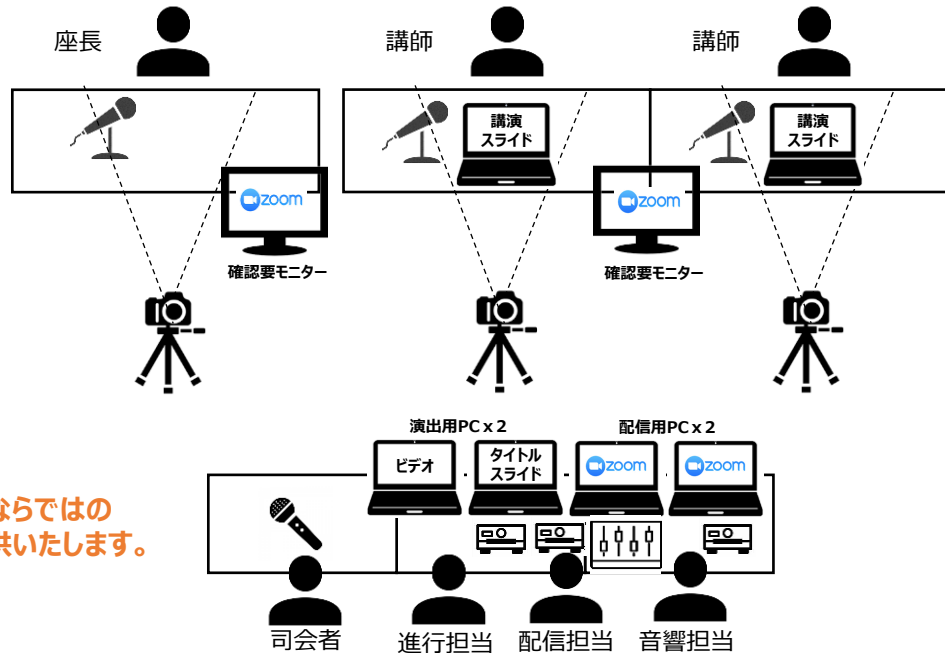 座長
講師
講師
講演
スライド
講演
スライド
zoom
zoom
確認要モニター
確認要モニター
演出用PCx2
配信用PCx2
ビデオ
タイトル
スライド
zoom
zoom
ならではの
供いたします。
司会者
進行担当
配信担当
音響担当